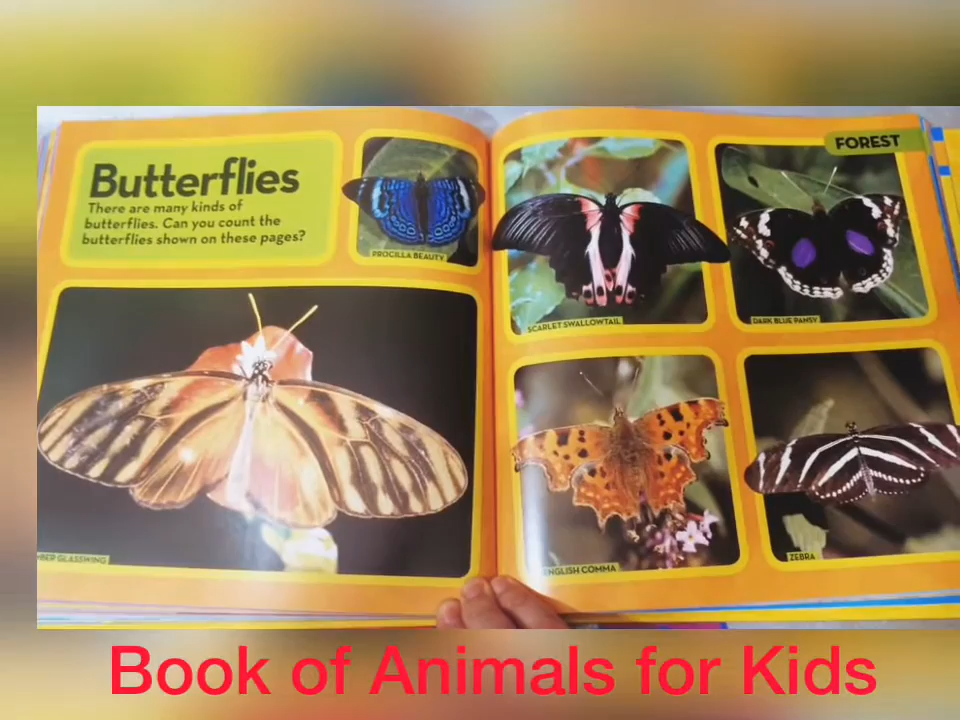 Butterflies
There are many kinds of
butterflies. Can you count the
butterflies shown on these pages?
PROCILLA BEAUTY
GLASSWING
FOREST
SCARLET SWALLOWTAIL
DARK BLUE PANSY
ENGLISH COMMA
ZEBRA
Book of Animals for Kids